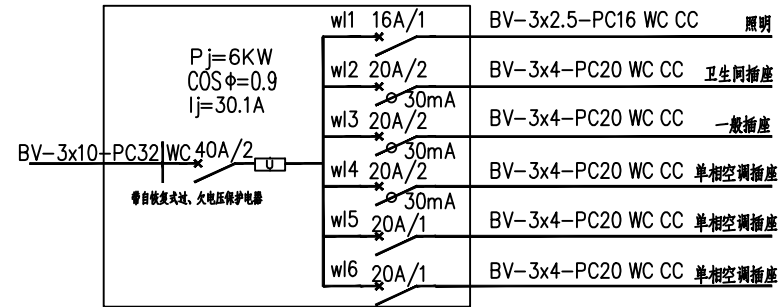 wl1 16A/1 BV-3x2.5-PC16 WC CC 照明
Pj=6KW
COSΦ=0.9
Ij=30.1A
wl2 20A/2 BV-3x4-PC20 WC CC 卫生间插座
30mA
wl3 20A/2 BV-3x4-PC20 WC CC 一般插座
30mA
BV-3x10-PC32 WC 40A/2 U
wl4 20A/2 BV-3x4-PC20 WC CC 单相空调插座
30mA
带自恢复式过、欠电压保护电器
wl5 20A/1 BV-3x4-PC20 WC CC 单相空调插座
wl6 20A/1 BV-3x4-PC20 WC CC 单相空调插座